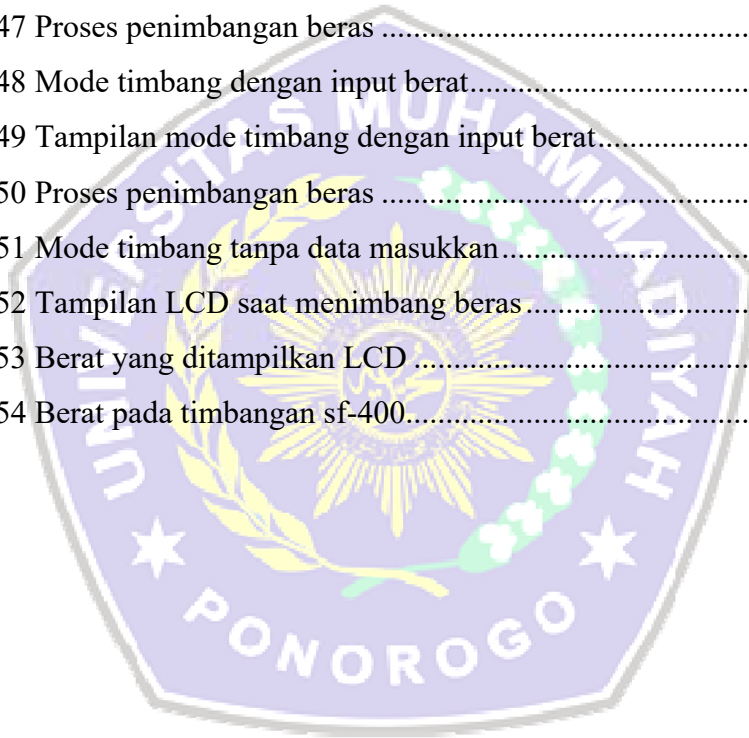 47 Proses penimbangan beras ................................................
48 Mode timbang dengan input berat...................................
49 Tampilan mode timbang dengan input berat...................
50 Proses penimbangan beras ................................................
51 Mode timbang tanpa data masukkan...............................
52 Tampilan LCD saat menimbang beras............................
53 Berat yang ditampilkan LCD ..........................................
54 Berat pada timbangan sf-400...........................................
UNIVERSITAS MUHAMMADIYAH
PONOROGO